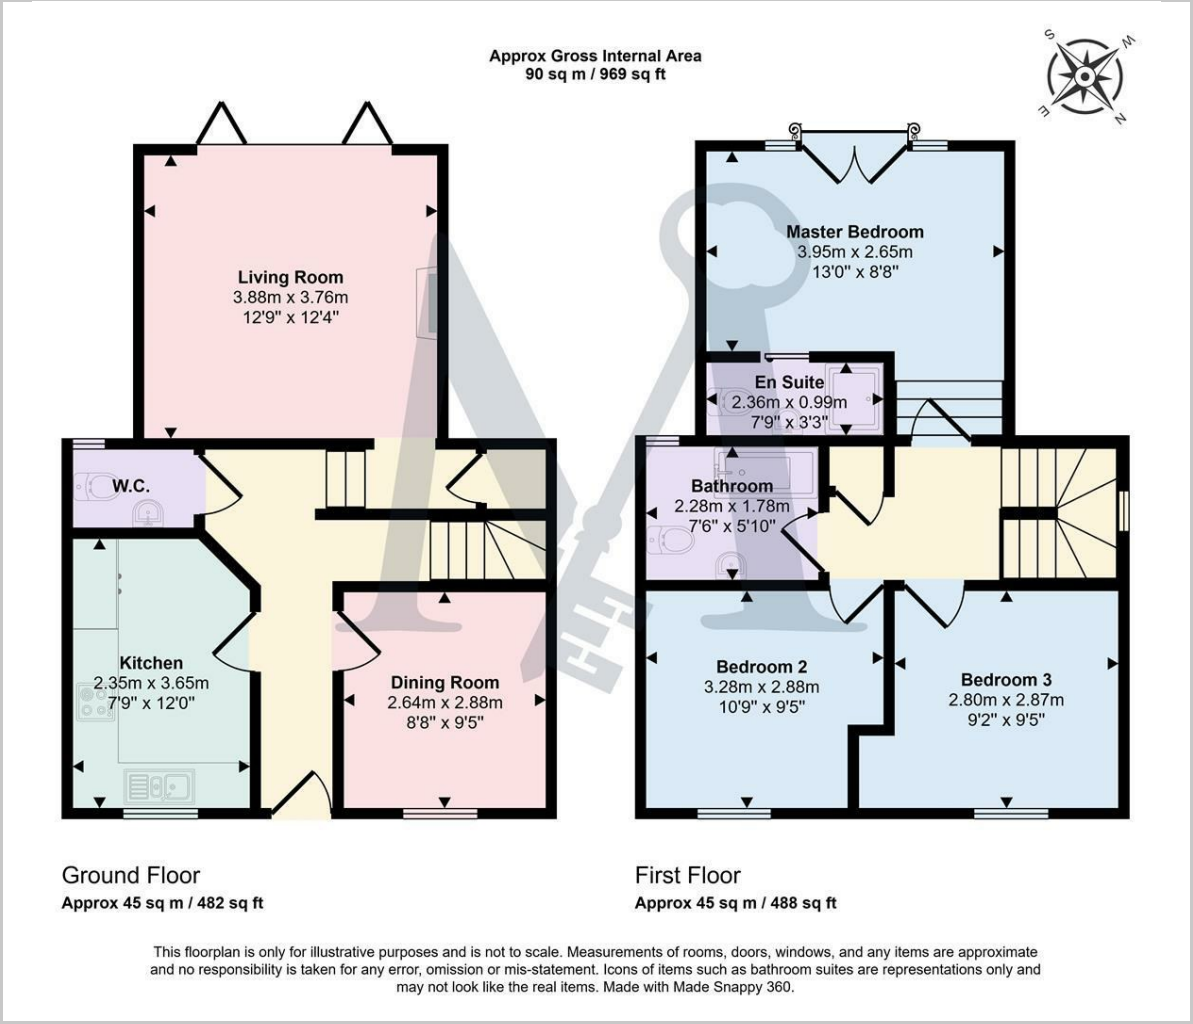 Approx Gross Internal Area
90 sq m / 969 sq ft
S
W
E
N
Living Room
3.88m x 3.76m
12'9" x 12'4"
W.C.
Kitchen
2.35m x 3.65m
7'9" x 12'0"
Dining Room
2.64m x 2.88m
8'8" x 9'5"
Master Bedroom
3.95m x 2.65m
13'0" x 8'8"
En Suite
2.36m x 0.99m
7'9" x 3'3"
Bathroom
2.28m x 1.78m
7'6" x 5'10"
Bedroom 2
3.28m x 2.88m
10'9" x 9'5"
Bedroom 3
2.80m x 2.87m
9'2" x 9'5"
Ground Floor
Approx 45 sq m / 482 sq ft
First Floor
Approx 45 sq m / 488 sq ft
This floorplan is only for illustrative purposes and is not to scale. Measurements of rooms, doors, windows, and any items are approximate
and no responsibility is taken for any error, omission or mis-statement. Icons of items such as bathroom suites are representations only and
may not look like the real items. Made with Made Snappy 360.